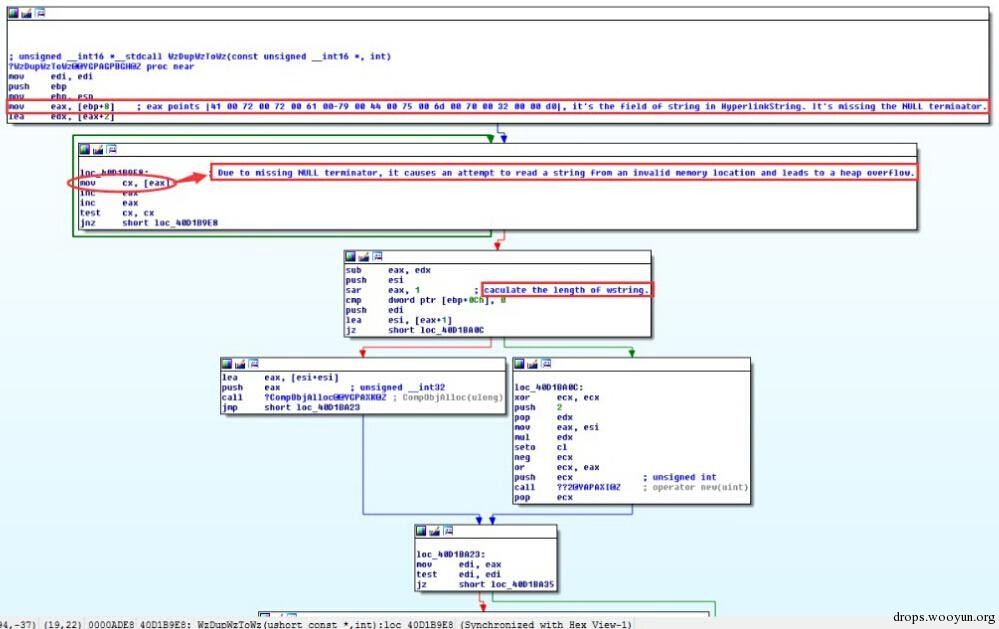 ; unsigned __int16 *__stdcall WzDupWzToWz(const unsigned __int16 *, int)
?WzDupWzToWz@@YGPAGPBGH@Z proc near
mov edi, edi
push ebp
mov ebp, esp
mov eax, [ebp+8] ; eax points |41 00 72 00 72 00 61 00-79 00 44 00 75 00 6d 00 70 00 32 00 00 d0|, it's the field of string in HyperlinkString. It's missing the NULL terminator.
lea edx, [eax+2]
loc_40D1B9E8: ; Due to missing NULL terminator, it causes an attempt to read a string from an invalid memory location and leads to a heap overflow.
mov cx, [eax]
inc eax
inc eax
test cx, cx
jnz short loc_40D1B9E8
sub eax, edx
push esi
sar eax, 1 ; caculate the length of wstring.
cmp dword ptr [ebp+0Ch], 0
push edi
lea esi, [eax+1]
jz short loc_40D1BA0C
lea eax, [esi+esi]
push eax ; unsigned __int32
call ?CompObjAlloc@@YGPAXK@Z ; CompObjAlloc(ulong)
jmp short loc_40D1BA23
loc_40D1BA0C:
xor ecx, ecx
push 2
pop edx
mov eax, esi
mul edx
seto cl
neg ecx
or ecx, eax
push ecx ; unsigned int
call ??2@YAPAXI@Z ; operator new(uint)
pop ecx
loc_40D1BA23:
mov edi, eax
test edi, edi
jz short loc_40D1BA35
94,-37) (19,22) 0000ADE8 40D1B9E8: WzDupWzToWz(ushort const *,int):loc_40D1B9E8 (Synchronized with Hex View-1)
drops.wooyun.org